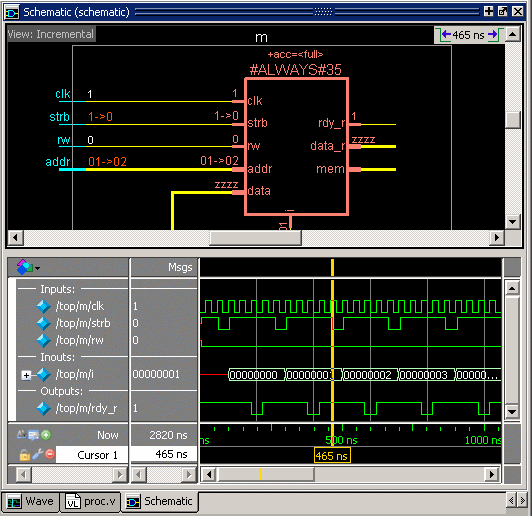 Schematic (schematic)
View: Incremental
465 ns
m
+acc=<full>
#ALWAYS#35
clk 1 1 clk
strb 1->0 1->0 strb rdy_r 1
rw 0 0 rw data_r zzzz
addr 01->02 01->02 addr mem
zzzz data
i
01
Msgs
Inputs:
/top/m/clk 1
/top/m/strb 0
/top/m/rw 0
Inouts:
/top/m/i 00000001 00000000 00000001 00000002 00000003 00000...
Outputs:
/top/m/rdy_r 1
Now 2820 ns ns 500 ns 1000 ns
Cursor 1 465 ns 465 ns
Wave proc.v Schematic